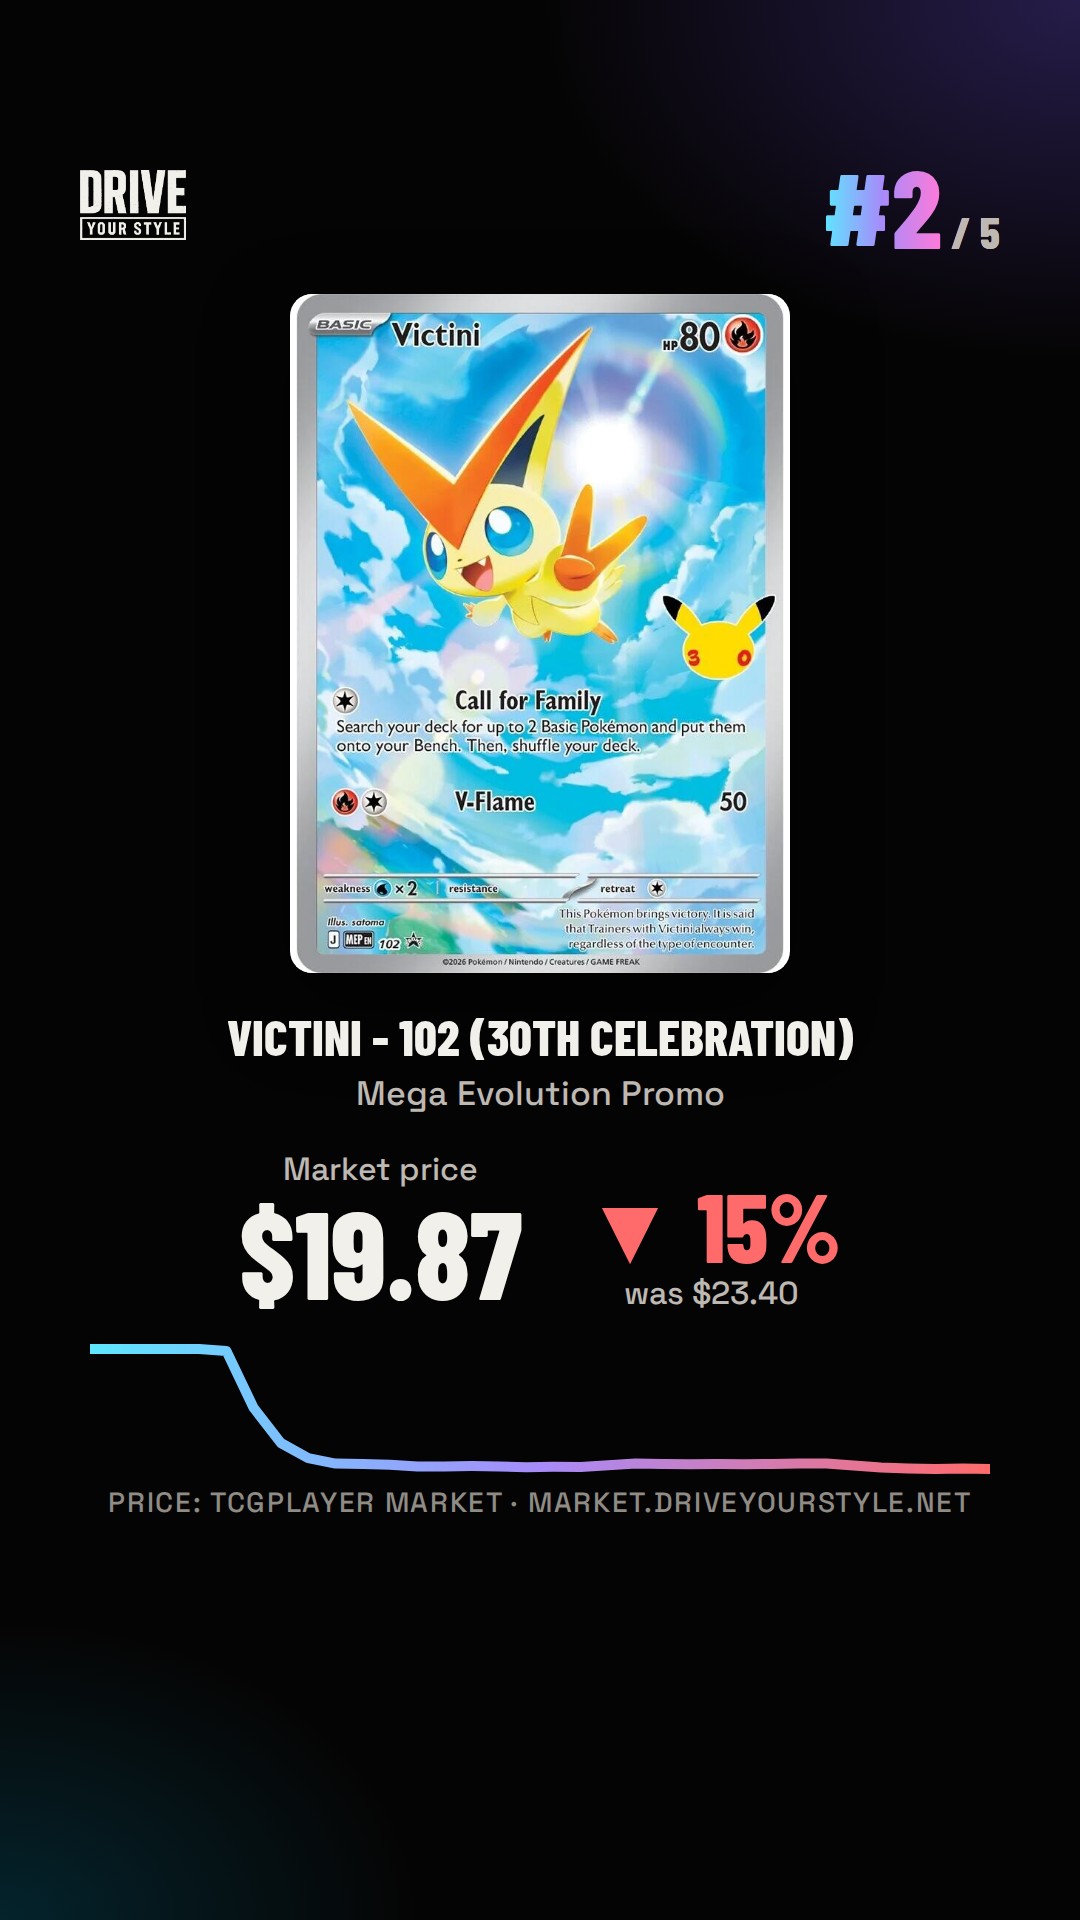 DRIVE
YOUR STYLE
#2 / 5
BASIC Victini HP 80
3 0
Call for Family
Search your deck for up to 2 Basic Pokémon and put them
onto your Bench. Then, shuffle your deck.
V-Flame 50
weakness ×2 resistance retreat
This Pokémon brings victory. It is said
that Trainers with Victini always win,
regardless of the type of encounter.
Illus. satoma
J MEP EN 102
©2026 Pokémon / Nintendo / Creatures / GAME FREAK
VICTINI - 102 (30TH CELEBRATION)
Mega Evolution Promo
Market price
$19.87
▼ 15%
was $23.40
PRICE: TCGPLAYER MARKET · MARKET.DRIVEYOURSTYLE.NET